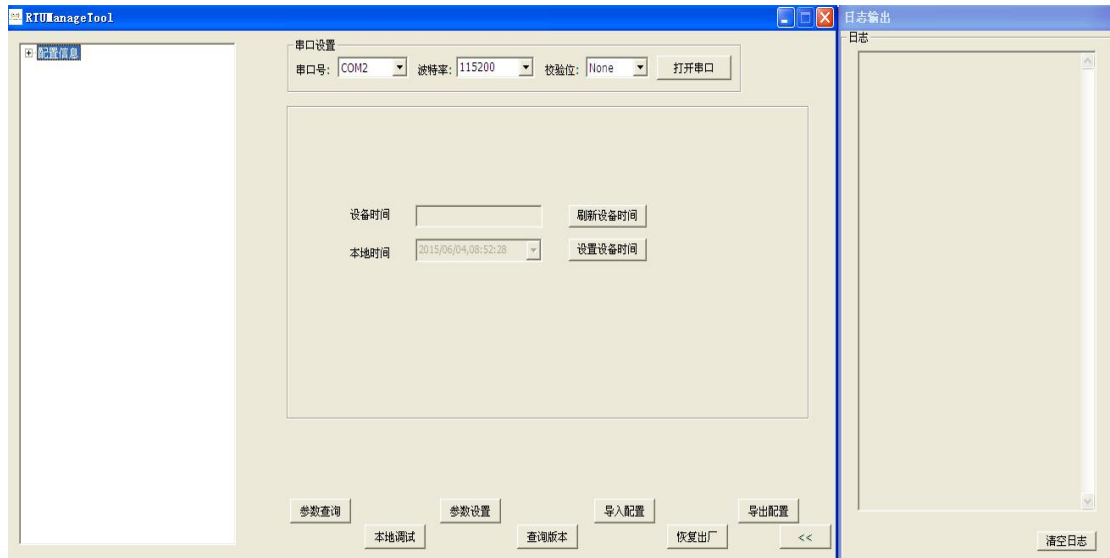 RTUManageTool
日志输出
配置信息
串口设置
串口号: COM2 波特率: 115200 校验位: None 打开串口
日志
设备时间 刷新设备时间
本地时间 2015/06/04,08:52:28 设置设备时间
参数查询 参数设置 导入配置 导出配置
本地调试 查询版本 恢复出厂 <<
清空日志